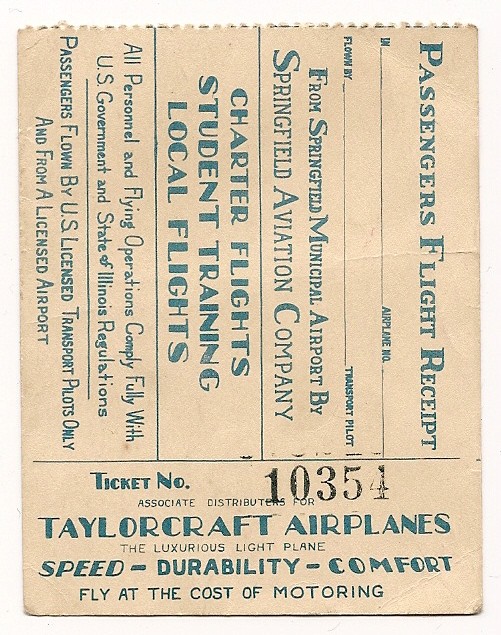 PASSENGERS FLIGHT RECEIPT
IN AIRPLANE NO.
FLOWN BY TRANSPORT PILOT
FROM SPRINGFIELD MUNICIPAL AIRPORT BY
SPRINGFIELD AVIATION COMPANY
CHARTER FLIGHTS
STUDENT TRAINING
LOCAL FLIGHTS
All Personnel and Flying Operations Comply Fully With
U.S. Government and State of Illinois Regulations
PASSENGERS FLOWN BY U.S. LICENSED TRANSPORT PILOTS ONLY
AND FROM A LICENSED AIRPORT
TICKET NO. 10354
ASSOCIATE DISTRIBUTERS FOR
TAYLORCRAFT AIRPLANES
THE LUXURIOUS LIGHT PLANE
SPEED - DURABILITY - COMFORT
FLY AT THE COST OF MOTORING